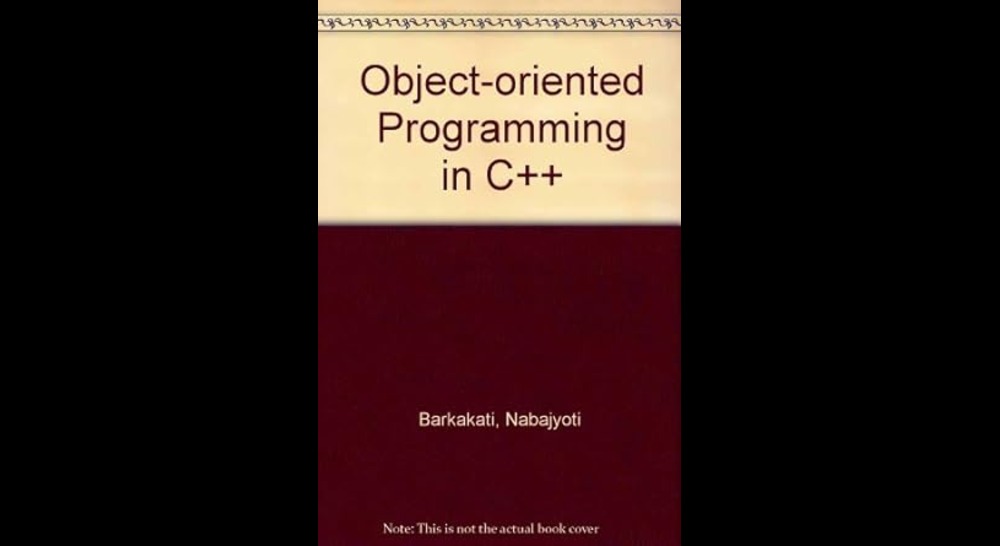 Object-oriented
Programming
in C++
Barkakati, Nabajyoti
Note: This is not the actual book cover